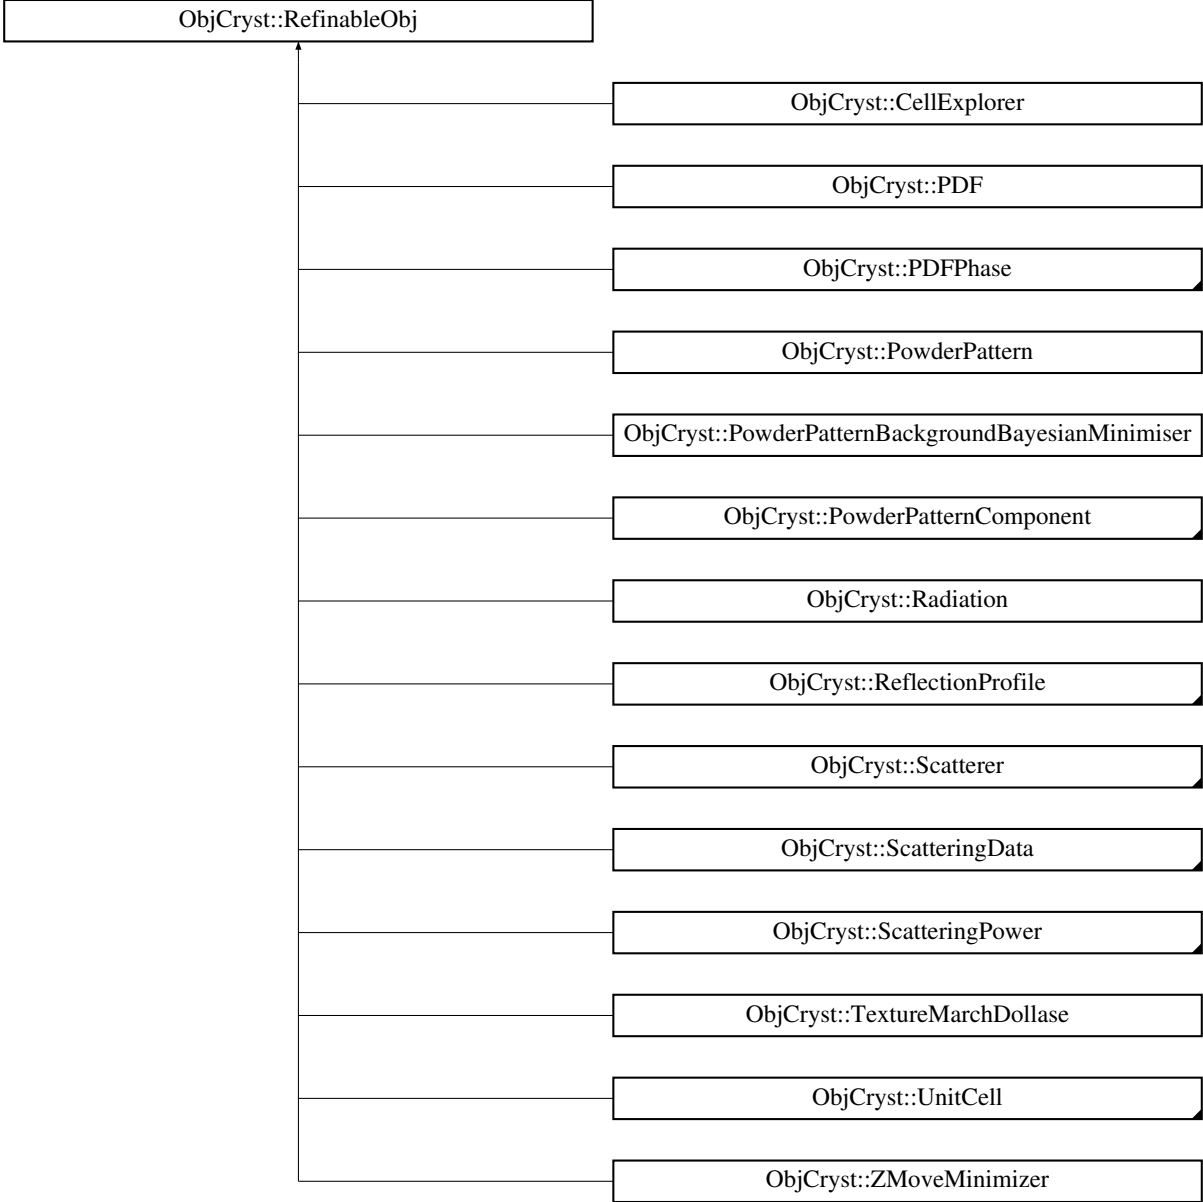 ObjCryst::RefinableObj
ObjCryst::CellExplorer
ObjCryst::PDF
ObjCryst::PDFPhase
ObjCryst::PowderPattern
ObjCryst::PowderPatternBackgroundBayesianMinimiser
ObjCryst::PowderPatternComponent
ObjCryst::Radiation
ObjCryst::ReflectionProfile
ObjCryst::Scatterer
ObjCryst::ScatteringData
ObjCryst::ScatteringPower
ObjCryst::TextureMarchDollase
ObjCryst::UnitCell
ObjCryst::ZMoveMinimizer